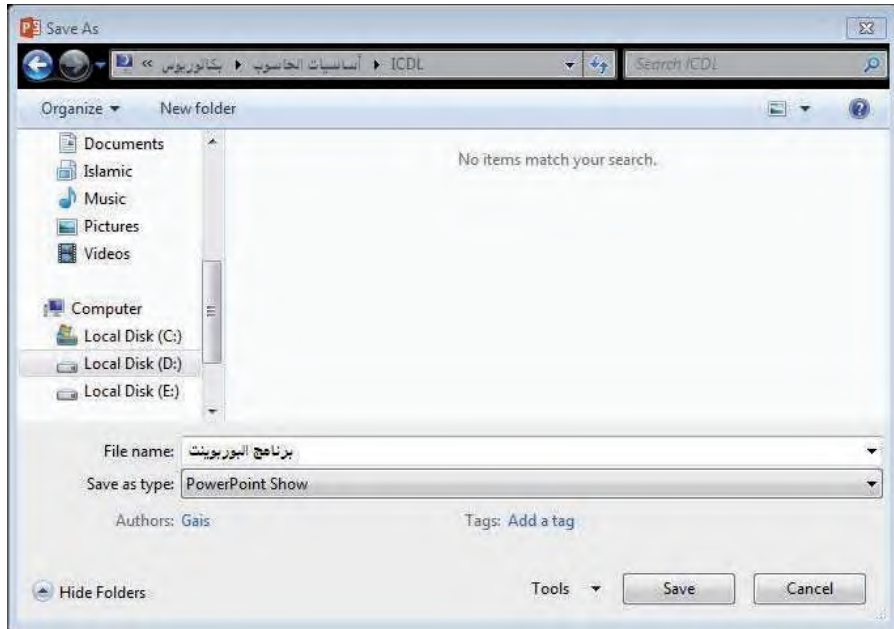 Save As
« بكالوريوس ▸ أساسيات الحاسوب ▸ ICDL
Search ICDL
Organize
New folder
Documents
Islamic
Music
Pictures
Videos
No items match your search.
Computer
Local Disk (C:)
Local Disk (D:)
Local Disk (E:)
File name: برنامج البوربوينت
Save as type: PowerPoint Show
Authors: Gais
Tags: Add a tag
Hide Folders
Tools
Save
Cancel